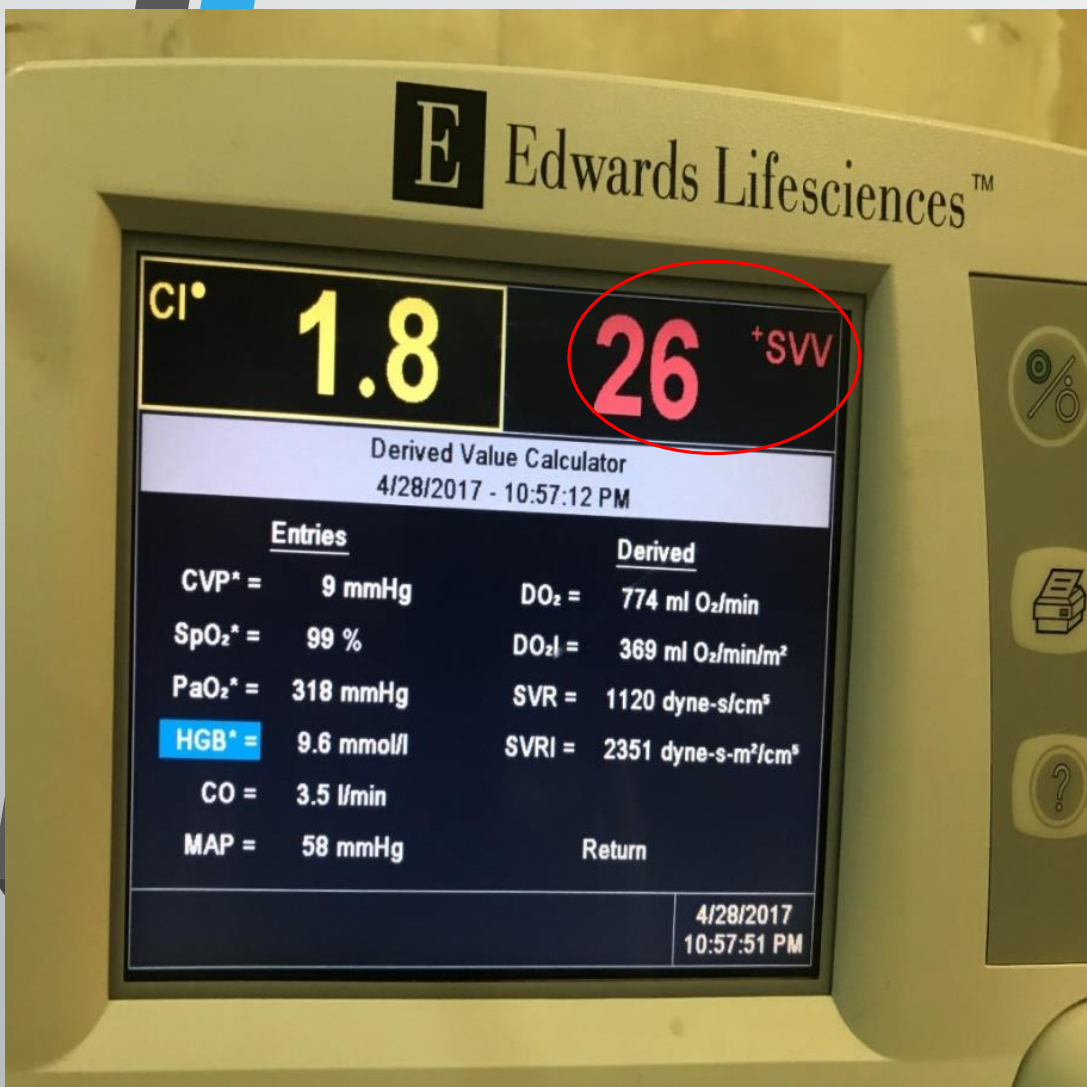 E Edwards Lifesciences™
CI• 1.8 26 +SVV
Derived Value Calculator
4/28/2017 - 10:57:12 PM
Entries Derived
CVP* = 9 mmHg DO₂ = 774 ml O₂/min
SpO₂* = 99 % DO₂I = 369 ml O₂/min/m²
PaO₂* = 318 mmHg SVR = 1120 dyne-s/cm⁵
HGB* = 9.6 mmol/l SVRI = 2351 dyne-s-m²/cm⁵
CO = 3.5 l/min
MAP = 58 mmHg Return
4/28/2017
10:57:51 PM
?